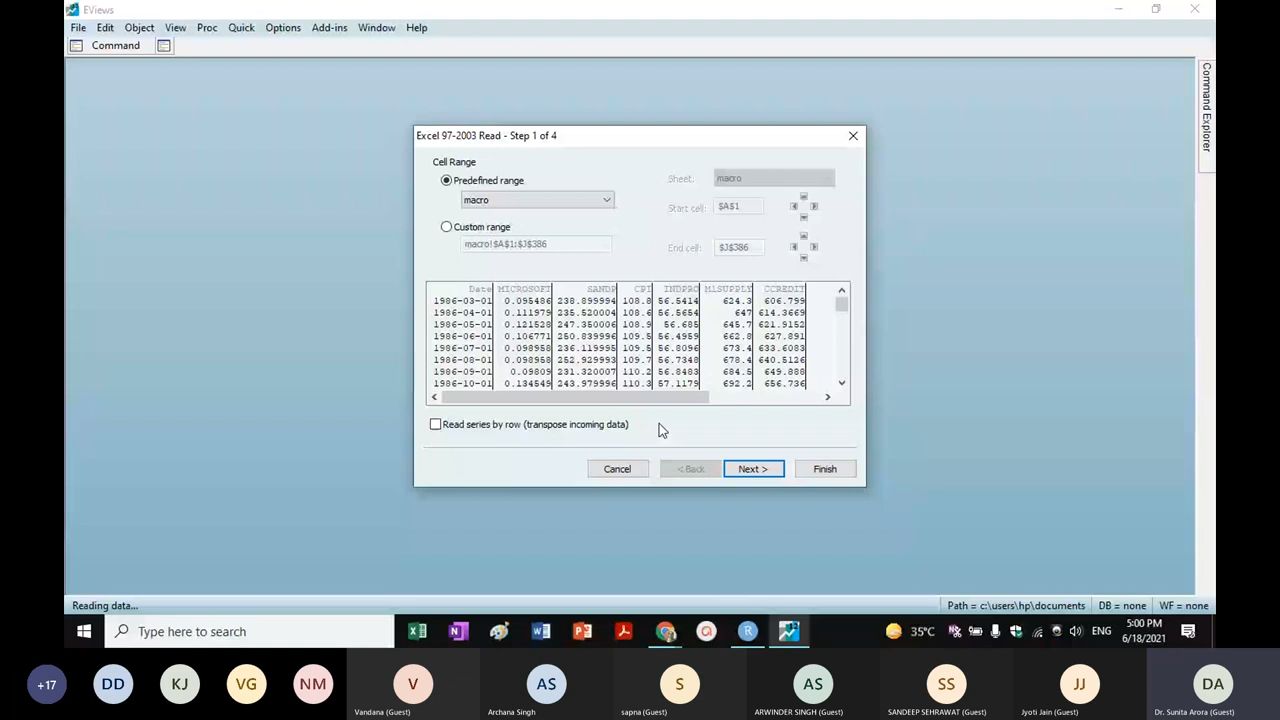 EViews
File Edit Object View Proc Quick Options Add-ins Window Help
Command
Command Explorer
Excel 97-2003 Read - Step 1 of 4
Cell Range
Predefined range
macro
Custom range
macro!$A$1:$J$386
Sheet: macro
Start cell: $A$1
End cell: $J$386
Date MICROSOFT SANDP CPI INDPRO M1SUPPLY CCREDIT
1986-03-01 0.095486 238.899994 108.8 56.5414 624.3 606.799
1986-04-01 0.111979 235.520004 108.6 56.5654 647 614.3669
1986-05-01 0.121528 247.350006 108.9 56.685 645.7 621.9152
1986-06-01 0.106771 250.839996 109.5 56.4959 662.8 627.891
1986-07-01 0.098958 236.119995 109.5 56.8096 673.4 633.6083
1986-08-01 0.098958 252.929993 109.7 56.7348 678.4 640.5126
1986-09-01 0.09809 231.320007 110.2 56.8483 684.5 649.888
1986-10-01 0.134549 243.979996 110.3 57.1179 692.2 656.736
Read series by row (transpose incoming data)
Cancel < Back Next > Finish
Reading data... Path = c:\users\hp\documents DB = none WF = none
Type here to search
35°C ENG
5:00 PM
6/18/2021
+17 DD KJ VG NM V AS S AS SS JJ DA
Vandana (Guest) Archana Singh sapna (Guest) ARWINDER SINGH (Guest) SANDEEP SEHRAWAT (Guest) Jyoti Jain (Guest) Dr. Sunita Arora (Guest)